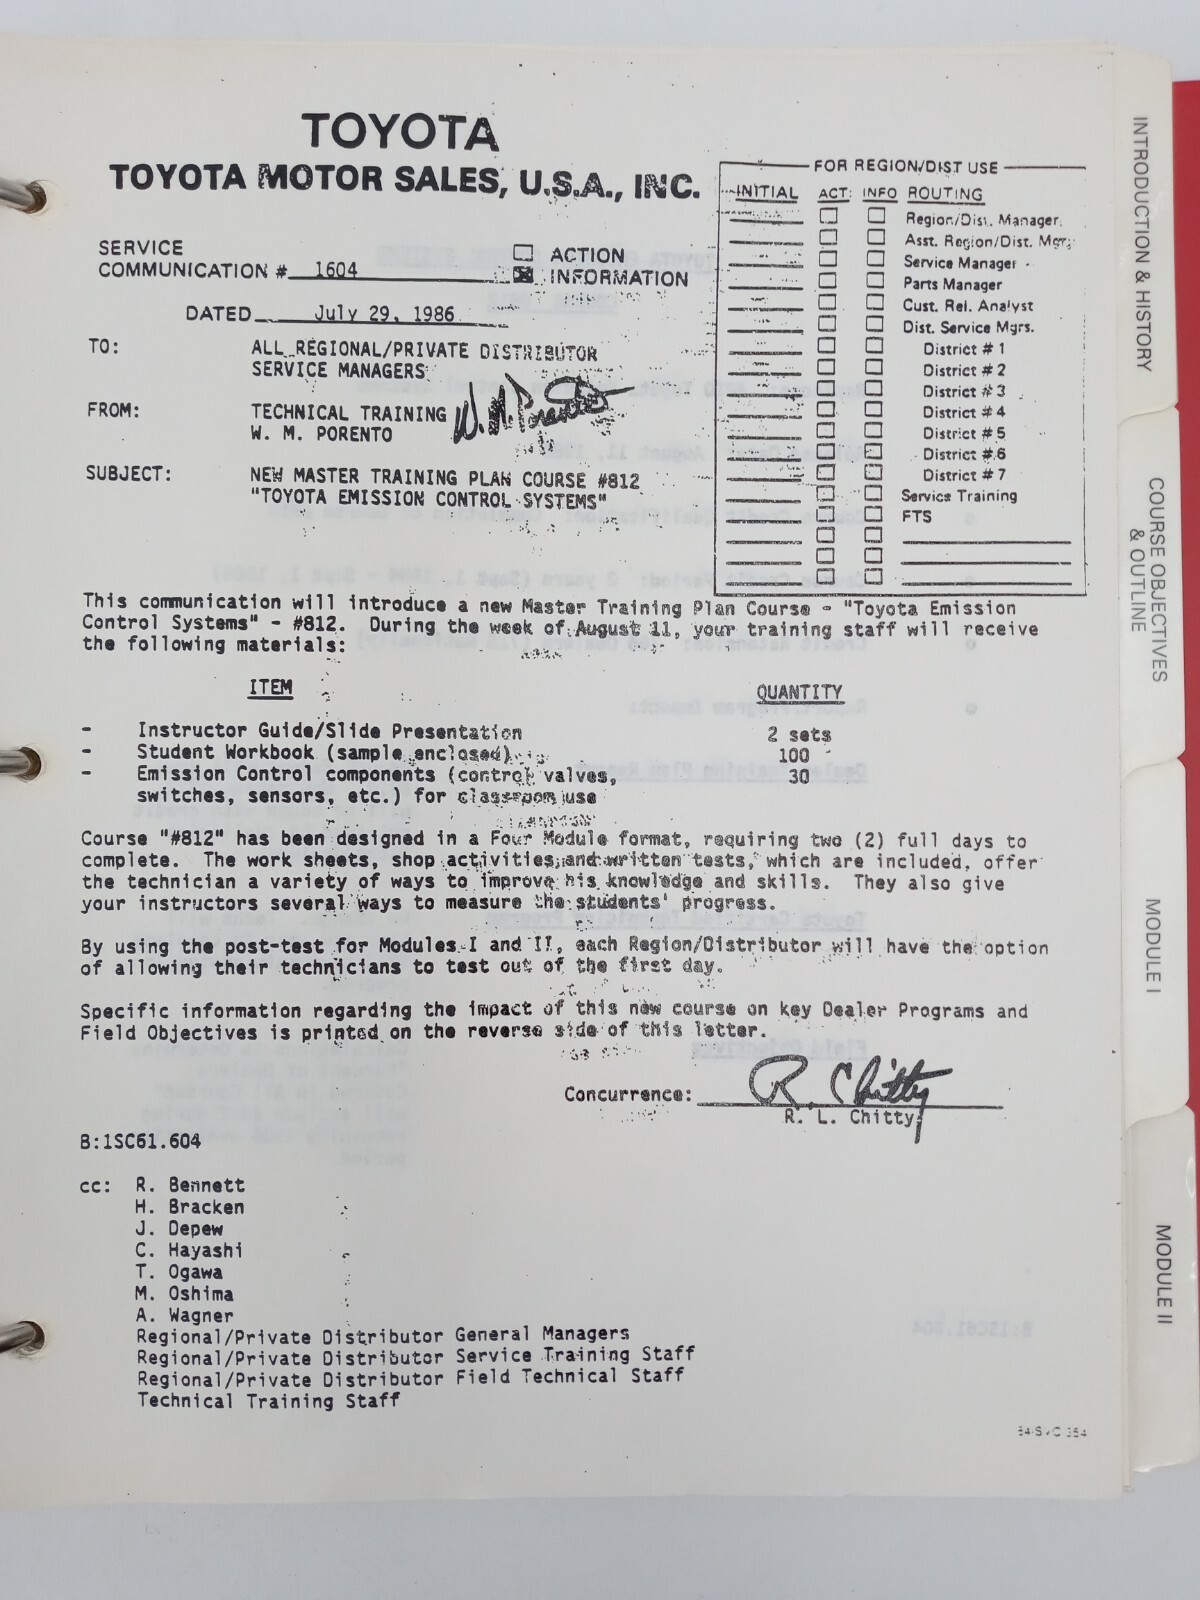 TOYOTA
TOYOTA MOTOR SALES, U.S.A., INC.
SERVICE
COMMUNICATION # 1604
ACTION
INFORMATION
DATED July 29, 1986
FOR REGION/DIST USE
INITIAL ACT: INFO ROUTING
Region/Dist. Manager
Asst. Region/Dist. Mgr.
Service Manager
Parts Manager
Cust. Rel. Analyst
Dist. Service Mgrs.
District # 1
District # 2
District # 3
District # 4
District # 5
District # 6
District # 7
Service Training
FTS
TO: ALL REGIONAL/PRIVATE DISTRIBUTOR
SERVICE MANAGERS
FROM: TECHNICAL TRAINING W. M. Porento
W. M. PORENTO
SUBJECT: NEW MASTER TRAINING PLAN COURSE #812
"TOYOTA EMISSION CONTROL SYSTEMS"
This communication will introduce a new Master Training Plan Course - "Toyota Emission
Control Systems" - #812. During the week of August 11, your training staff will receive
the following materials:
ITEM QUANTITY
- Instructor Guide/Slide Presentation 2 sets
- Student Workbook (sample enclosed) 100
- Emission Control components (control valves, 30
switches, sensors, etc.) for classroom use
Course "#812" has been designed in a Four Module format, requiring two (2) full days to
complete. The work sheets, shop activities and written tests, which are included, offer
the technician a variety of ways to improve his knowledge and skills. They also give
your instructors several ways to measure the students' progress.
By using the post-test for Modules I and II, each Region/Distributor will have the option
of allowing their technicians to test out of the first day.
Specific information regarding the impact of this new course on key Dealer Programs and
Field Objectives is printed on the reverse side of this letter.
Concurrence: R. Chitty
R. L. Chitty
B:1SC61.604
cc: R. Bennett
H. Bracken
J. Depew
C. Hayashi
T. Ogawa
M. Oshima
A. Wagner
Regional/Private Distributor General Managers
Regional/Private Distributor Service Training Staff
Regional/Private Distributor Field Technical Staff
Technical Training Staff
INTRODUCTION & HISTORY
COURSE OBJECTIVES
& OUTLINE
MODULE I
MODULE II